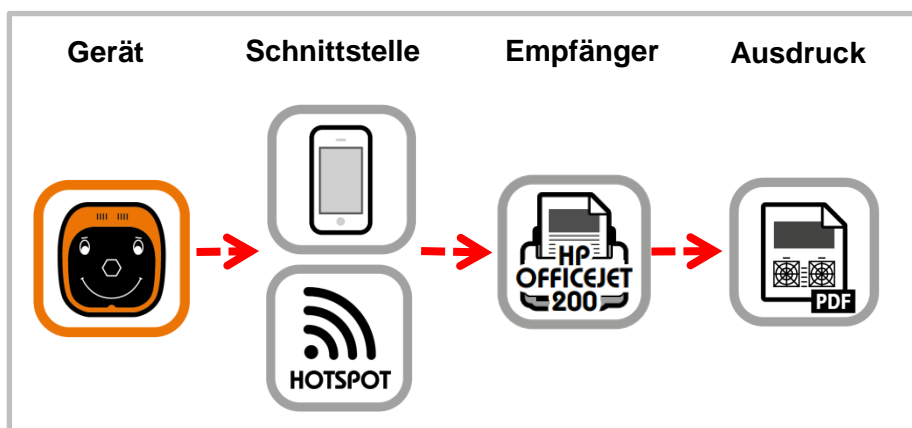 Gerät Schnittstelle Empfänger Ausdruck
HP
OFFICEJET
200
PDF
HOTSPOT